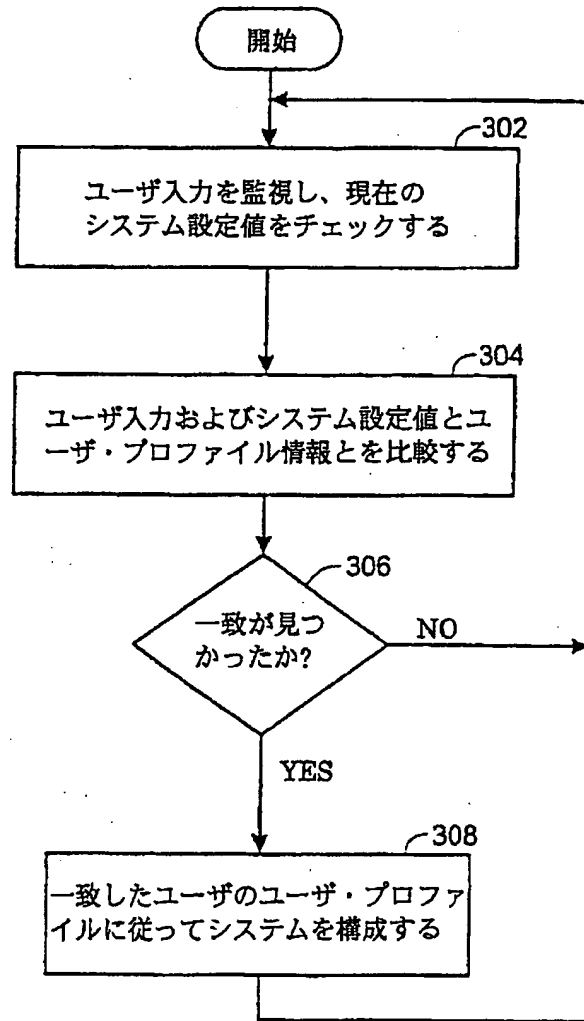 開始
302
ユーザ入力を監視し、現在の
システム設定値をチェックする
304
ユーザ入力およびシステム設定値とユ
ーザ・プロファイル情報とを比較する
306
一致が見つ
かったか?
NO
YES
308
一致したユーザのユーザ・プロファ
イルに従ってシステムを構成する